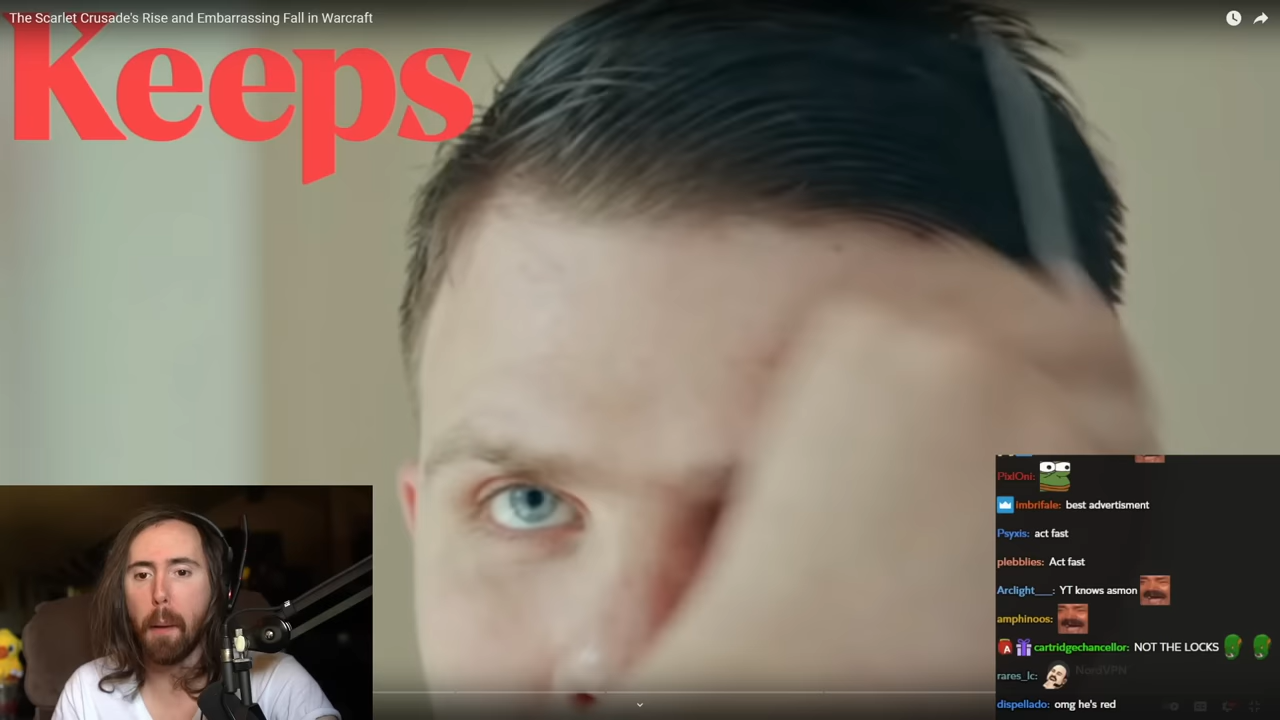 The Scarlet Crusade's Rise and Embarrassing Fall in Warcraft
Keeps
PixlOni:
imbrifale: best advertisment
Psyxis: act fast
plebblies: Act fast
Arclight___: YT knows asmon
amphinoos:
cartridgechancellor: NOT THE LOCKS
rares_lc: NordVPN
dispellado: omg he's red